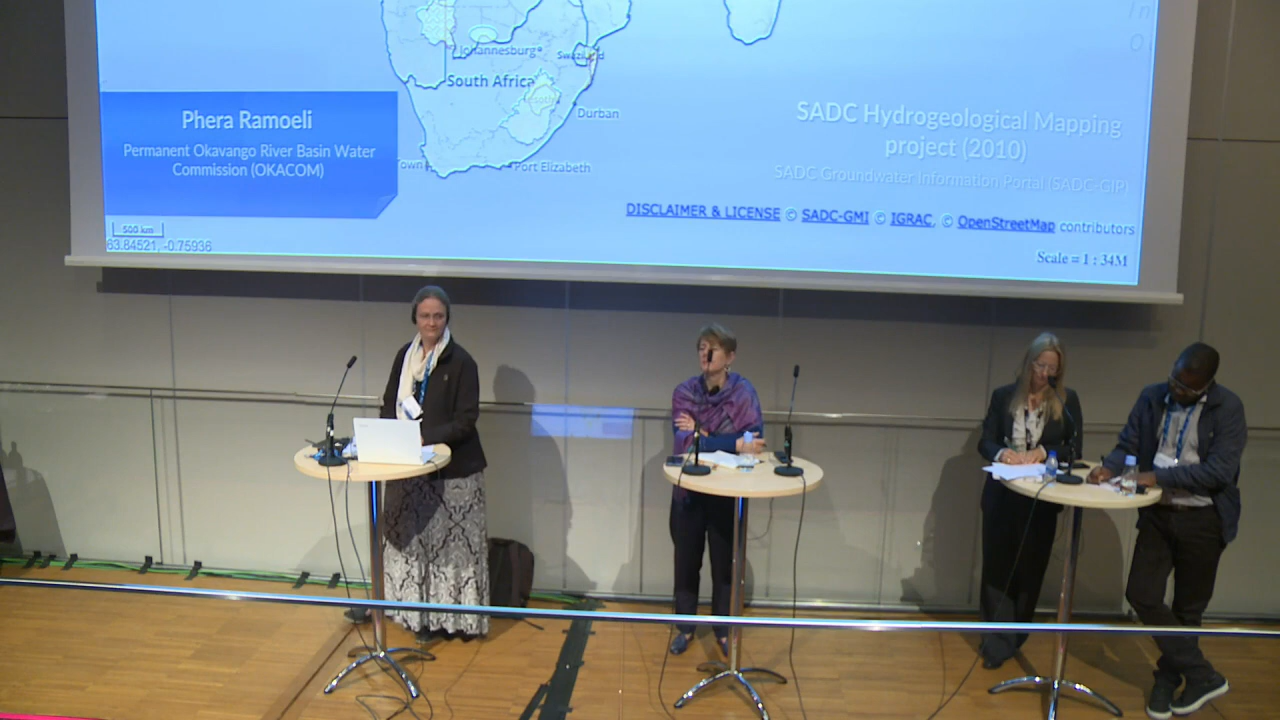 Johannesburg
Swaziland
South Africa
Lesotho
Durban
Town
Port Elizabeth
Phera Ramoeli
Permanent Okavango River Basin Water
Commission (OKACOM)
SADC Hydrogeological Mapping
project (2010)
SADC Groundwater Information Portal (SADC-GIP)
DISCLAIMER & LICENSE © SADC-GMI © IGRAC, © OpenStreetMap contributors
500 km
63.84521, -0.75936
Scale = 1 : 34M